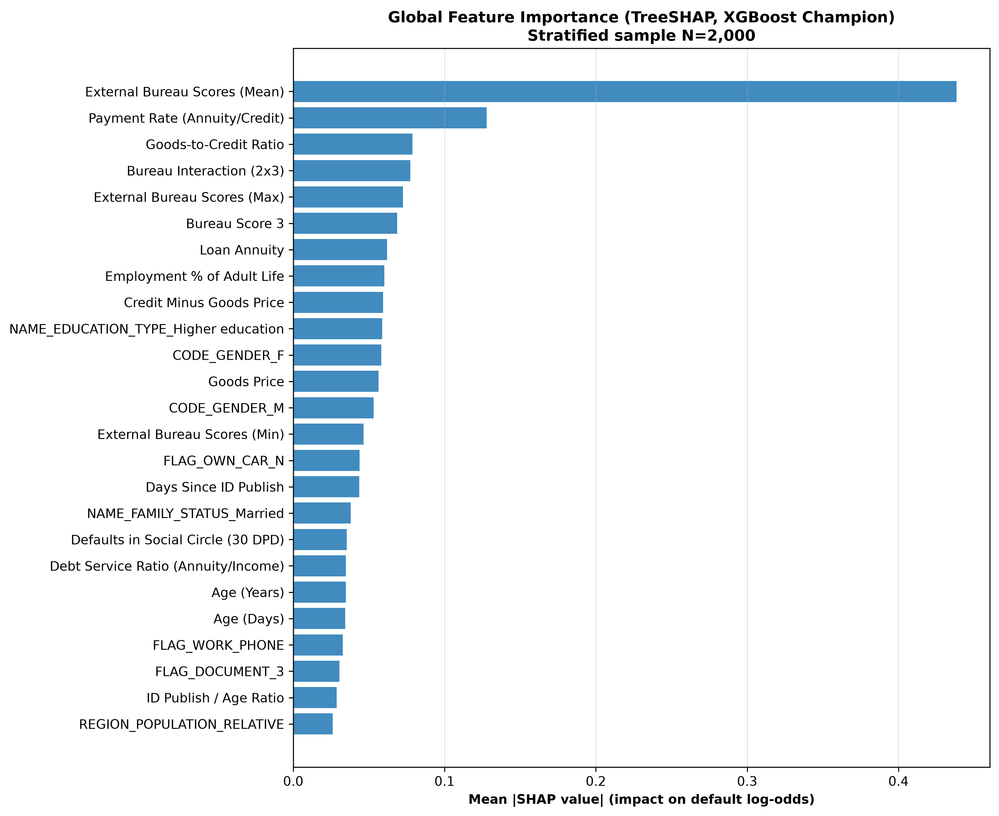 Global Feature Importance (TreeSHAP, XGBoost Champion)
Stratified sample N=2,000
External Bureau Scores (Mean)
Payment Rate (Annuity/Credit)
Goods-to-Credit Ratio
Bureau Interaction (2x3)
External Bureau Scores (Max)
Bureau Score 3
Loan Annuity
Employment % of Adult Life
Credit Minus Goods Price
NAME_EDUCATION_TYPE_Higher education
CODE_GENDER_F
Goods Price
CODE_GENDER_M
External Bureau Scores (Min)
FLAG_OWN_CAR_N
Days Since ID Publish
NAME_FAMILY_STATUS_Married
Defaults in Social Circle (30 DPD)
Debt Service Ratio (Annuity/Income)
Age (Years)
Age (Days)
FLAG_WORK_PHONE
FLAG_DOCUMENT_3
ID Publish / Age Ratio
REGION_POPULATION_RELATIVE
0.0 0.1 0.2 0.3 0.4
Mean |SHAP value| (impact on default log-odds)